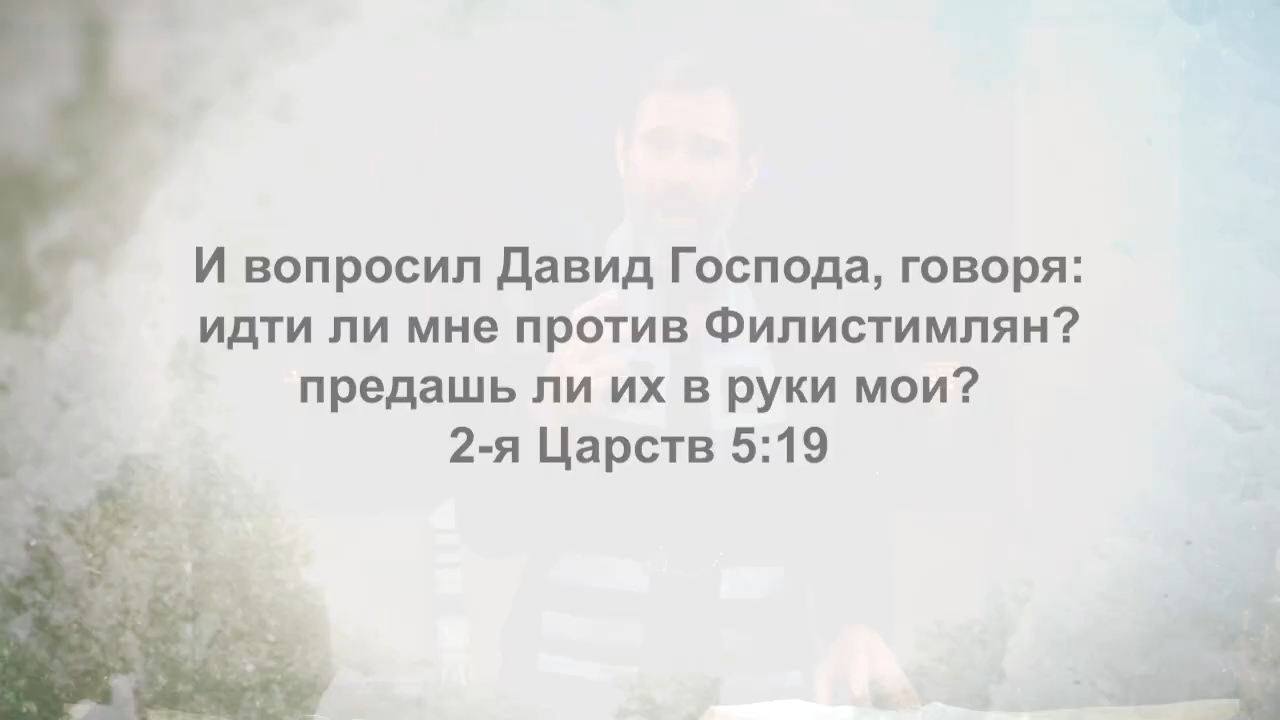 И вопросил Давид Господа, говоря:
идти ли мне против Филистимлян?
предашь ли их в руки мои?
2-я Царств 5:19